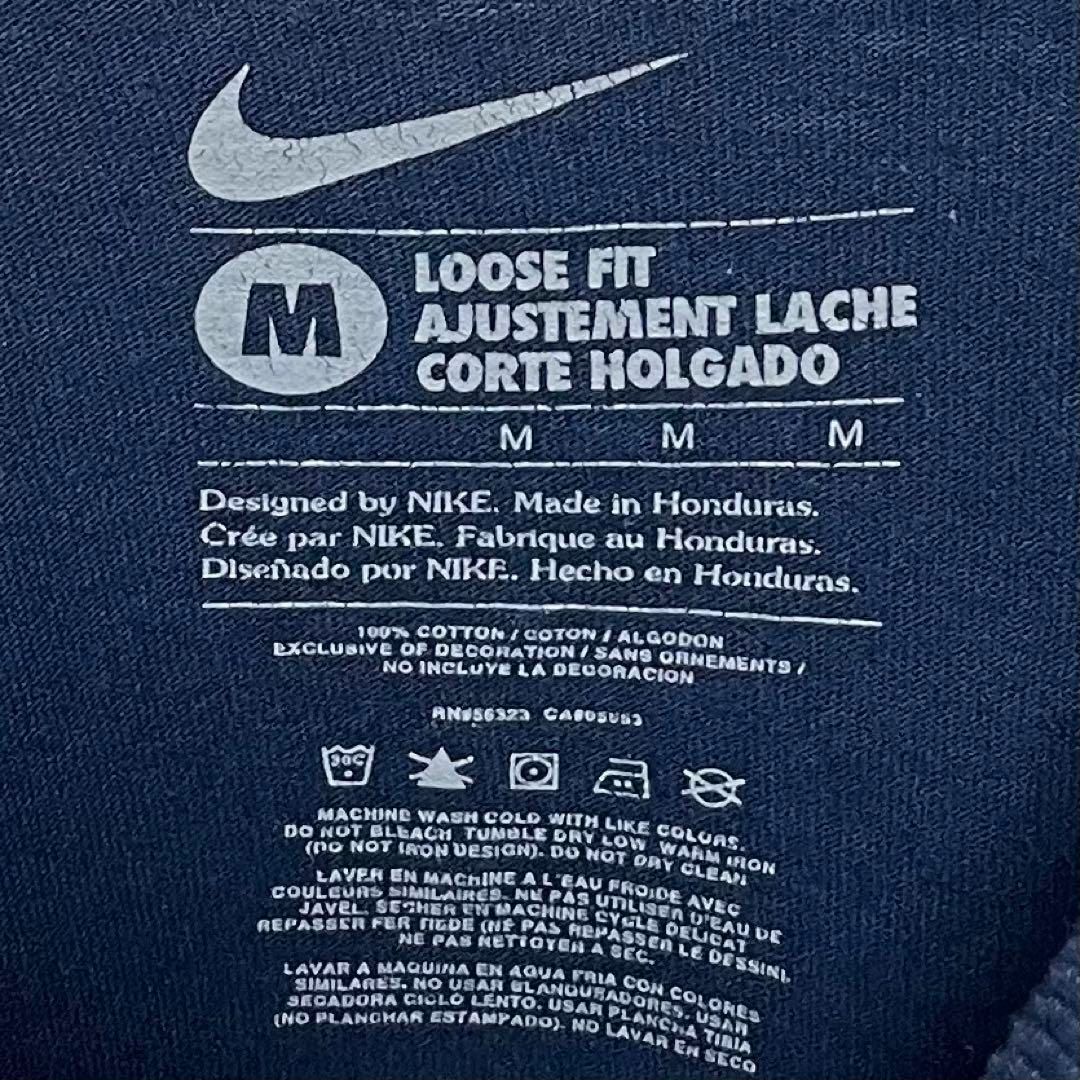 M
LOOSE FIT
AJUSTEMENT LACHE
CORTE HOLGADO
M M M
Designed by NIKE. Made in Honduras.
Crée par NIKE. Fabrique au Honduras.
Diseñado por NIKE. Hecho en Honduras.
100% COTTON / COTON / ALGODON
EXCLUSIVE OF DECORATION / SANS ORNEMENTS /
NO INCLUYE LA DECORACION
RN#56323 CA#05553
30C
MACHINE WASH COLD WITH LIKE COLORS.
DO NOT BLEACH TUMBLE DRY LOW WARM IRON
(DO NOT IRON DESIGN). DO NOT DRY CLEAN
LAVER EN MACHINE A L'EAU FROIDE AVEC
COULEURS SIMILAIRES. NE PAS UTILISER D'EAU DE
JAVEL. SECHER EN MACHINE CYCLE DELICAT
REPASSER FER TIEDE (NE PAS REPASSER LE DESSIN).
NE PAS NETTOYER A SEC.
LAVAR A MAQUINA EN AGUA FRIA CON COLORES
SIMILARES. NO USAR BLANQUEADORES. USAR
SECADORA CICLO LENTO. USAR PLANCHA TIBIA
(NO PLANCHAR ESTAMPADO). NO LAVAR EN SECO